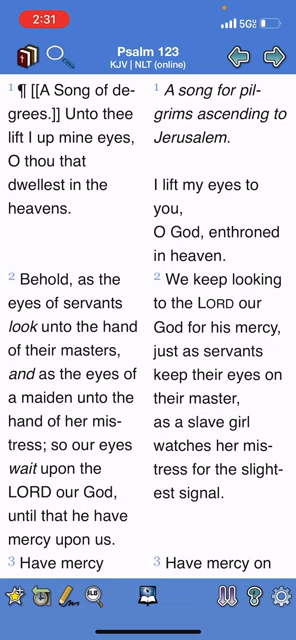 2:31
5G
Psalm 123
KJV | NLT (online)
1 ¶ [[A Song of de-
grees.]] Unto thee
lift I up mine eyes,
O thou that
dwellest in the
heavens.
2 Behold, as the
eyes of servants
look unto the hand
of their masters,
and as the eyes of
a maiden unto the
hand of her mis-
tress; so our eyes
wait upon the
LORD our God,
until that he have
mercy upon us.
3 Have mercy
1 A song for pil-
grims ascending to
Jerusalem.
I lift my eyes to
you,
O God, enthroned
in heaven.
2 We keep looking
to the LORD our
God for his mercy,
just as servants
keep their eyes on
their master,
as a slave girl
watches her mis-
tress for the slight-
est signal.
3 Have mercy on
BLB